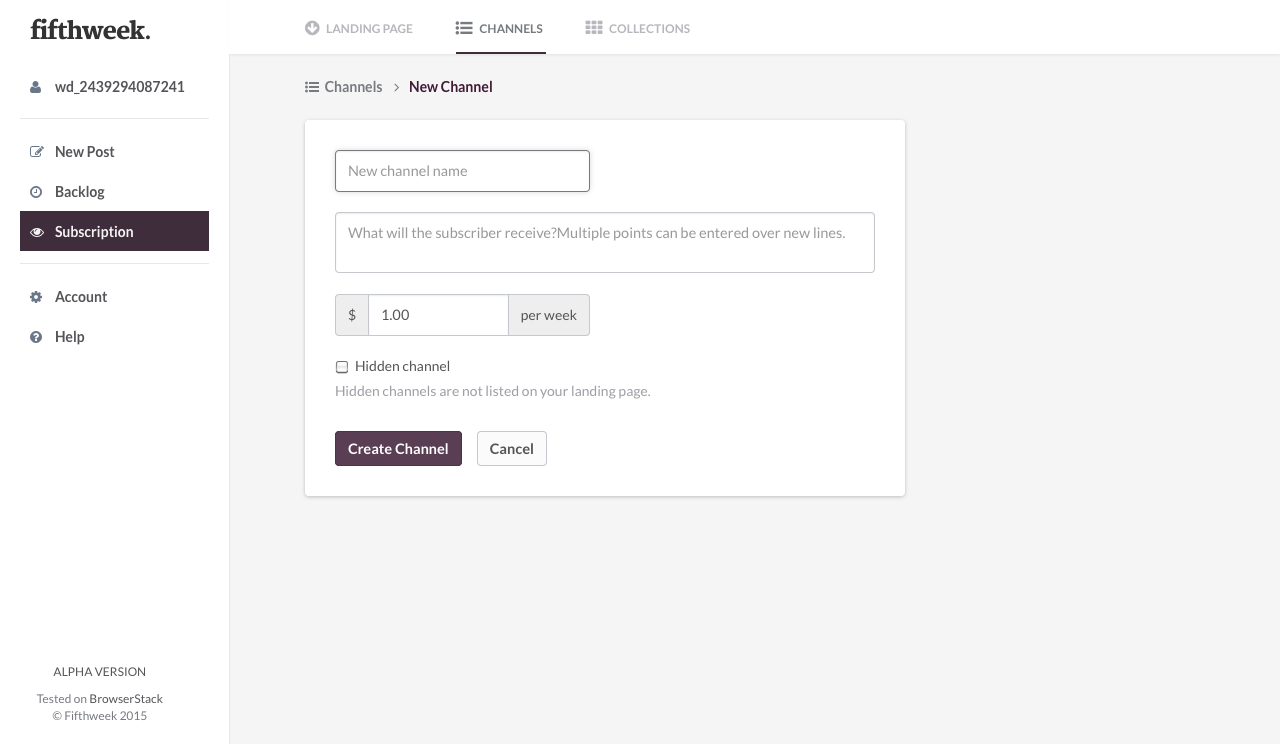 fifthweek.
LANDING PAGE
CHANNELS
COLLECTIONS
wd_2439294087241
New Post
Backlog
Subscription
Account
Help
Channels
New Channel
New channel name
What will the subscriber receive?Multiple points can be entered over new lines.
$ 1.00 per week
Hidden channel
Hidden channels are not listed on your landing page.
Create Channel
Cancel
ALPHA VERSION
Tested on BrowserStack
© Fifthweek 2015